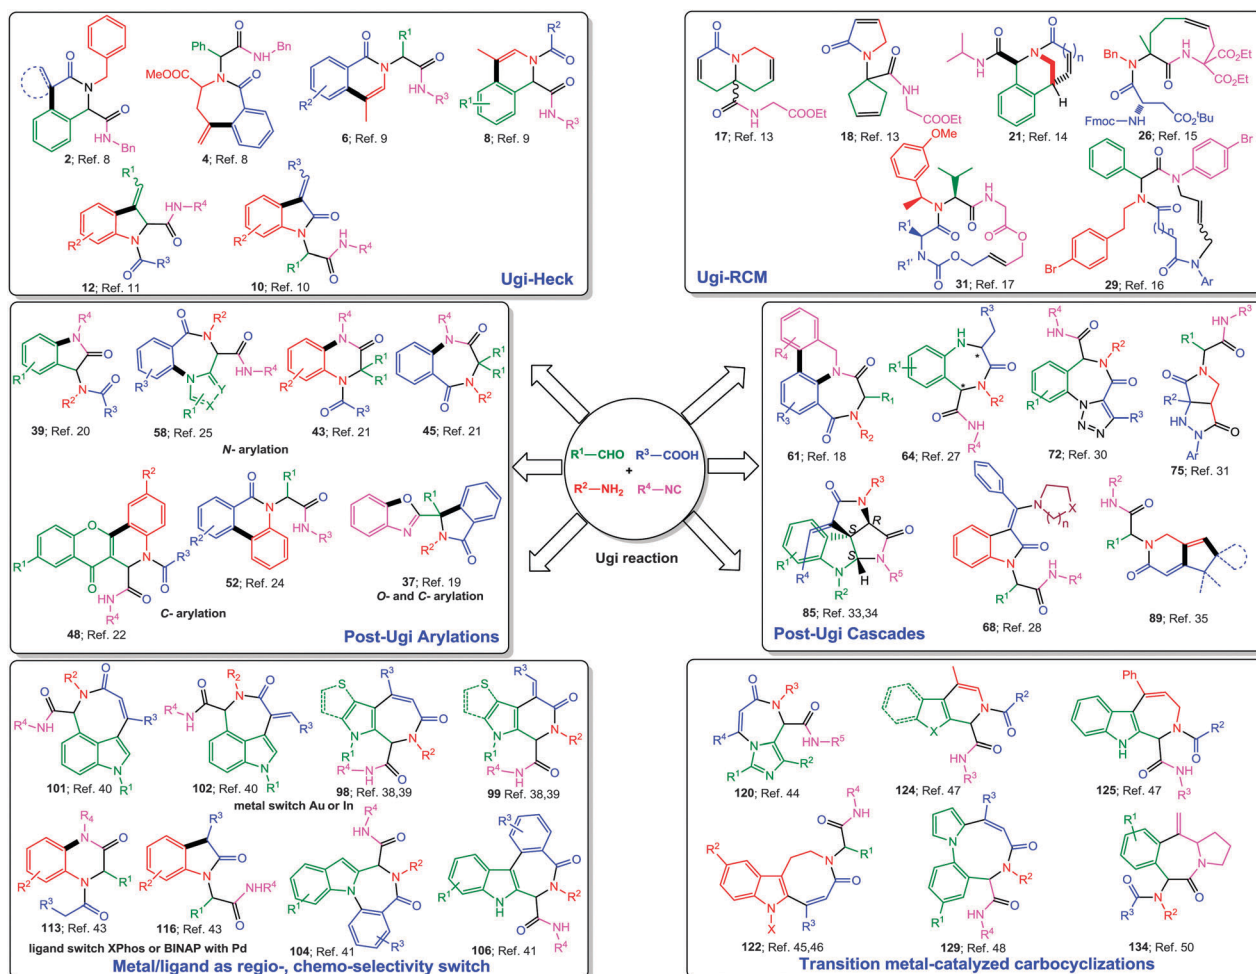 2; Ref. 8
4; Ref. 8
6; Ref. 9
8; Ref. 9
12; Ref. 11
10; Ref. 10
Ugi-Heck
17; Ref. 13
18; Ref. 13
21; Ref. 14
26; Ref. 15
31; Ref. 17
29; Ref. 16
Ugi-RCM
39; Ref. 20
58; Ref. 25
43; Ref. 21
45; Ref. 21
N- arylation
48; Ref. 22
52; Ref. 24
37; Ref. 19
C- arylation
O- and C- arylation
Post-Ugi Arylations
R¹—CHO
R³—COOH
+
R²—NH₂
R⁴—NC
Ugi reaction
61; Ref. 18
64; Ref. 27
72; Ref. 30
75; Ref. 31
85; Ref. 33,34
68; Ref. 28
89; Ref. 35
Post-Ugi Cascades
101; Ref. 40
102; Ref. 40
98; Ref. 38,39
99 Ref. 38,39
metal switch Au or In
113; Ref. 43
116; Ref. 43
104; Ref. 41
106; Ref. 41
ligand switch XPhos or BINAP with Pd
Metal/ligand as regio-, chemo-selectivity switch
120; Ref. 44
124; Ref. 47
125; Ref. 47
122; Ref. 45,46
129; Ref. 48
134; Ref. 50
Transition metal-catalyzed carbocyclizations